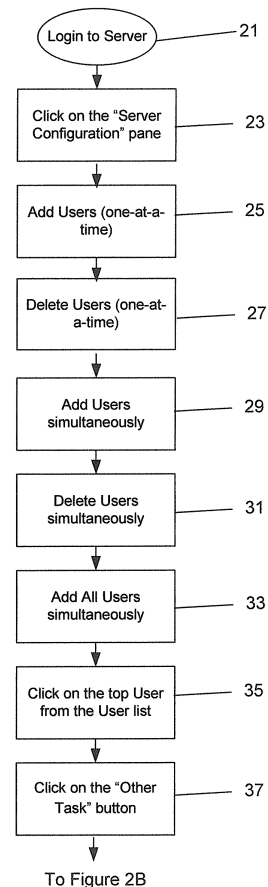 Login to Server
21
Click on the "Server
Configuration" pane
23
Add Users (one-at-a-
time)
25
Delete Users (one-at-
a-time)
27
Add Users
simultaneously
29
Delete Users
simultaneously
31
Add All Users
simultaneously
33
Click on the top User
from the User list
35
Click on the "Other
Task" button
37
To Figure 2B